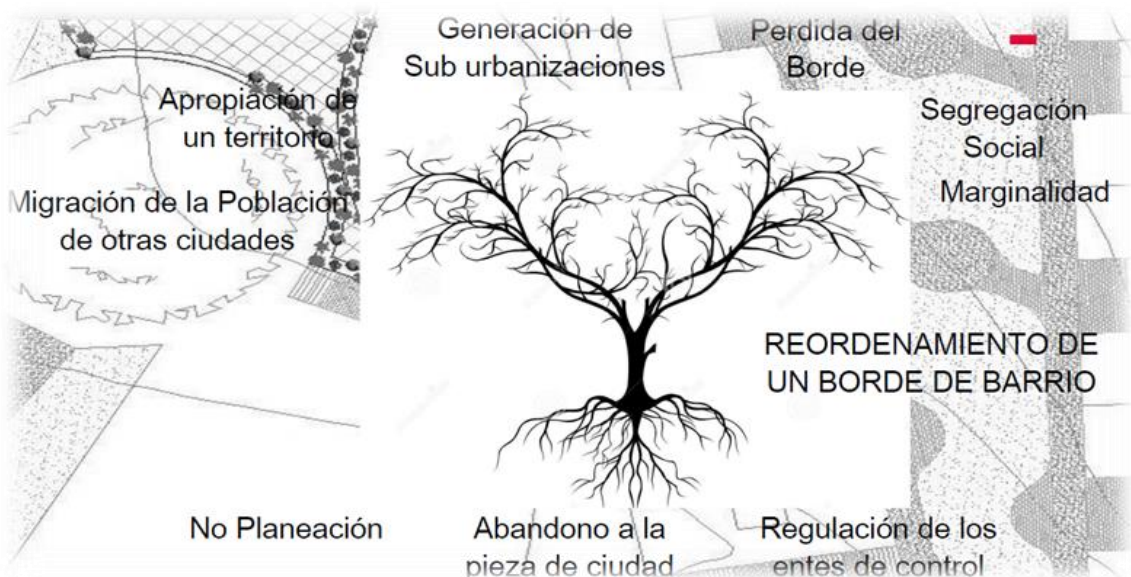 Generación de
Sub urbanizaciones
Perdida del
Borde
Apropiación de
un territorio
Segregación
Social
Migración de la Población
de otras ciudades
Marginalidad
REORDENAMIENTO DE
UN BORDE DE BARRIO
No Planeación
Abandono a la
pieza de ciudad
Regulación de los
entes de control